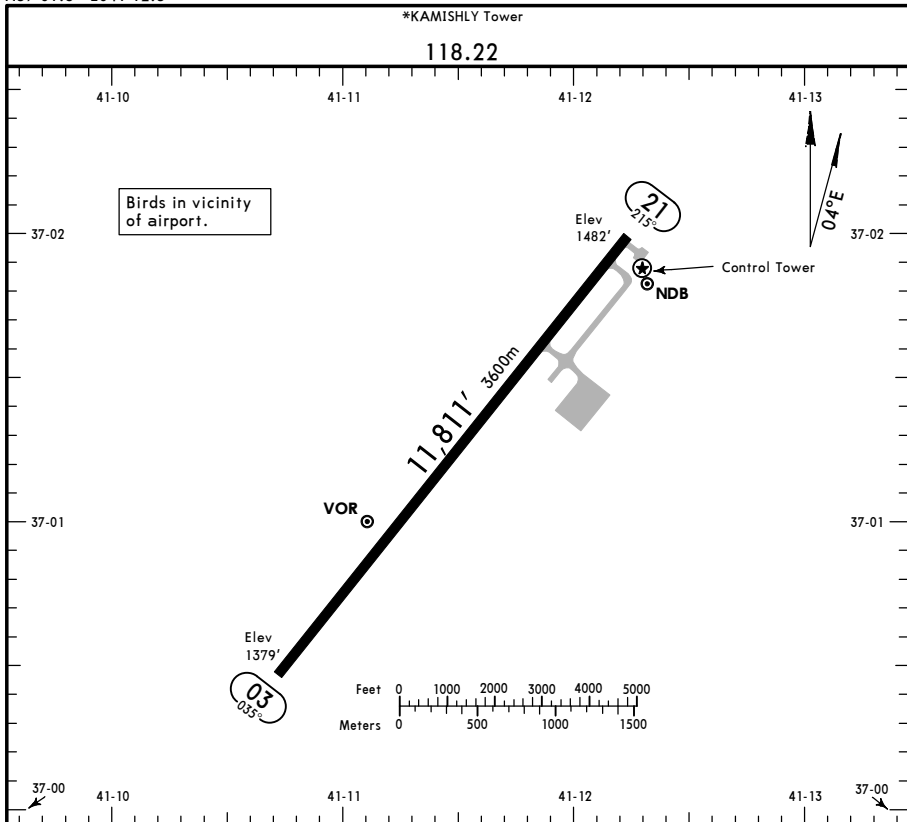 *KAMISHLY Tower
118.22
41-10
41-11
41-12
41-13
Birds in vicinity
of airport.
04°E
21
215°
Elev
1482'
37-02
37-02
Control Tower
NDB
3600m
11,811'
VOR
37-01
37-01
Elev
1379'
03
035°
Feet 0 1000 2000 3000 4000 5000
Meters 0 500 1000 1500
37-00
41-10
41-11
41-12
41-13
37-00